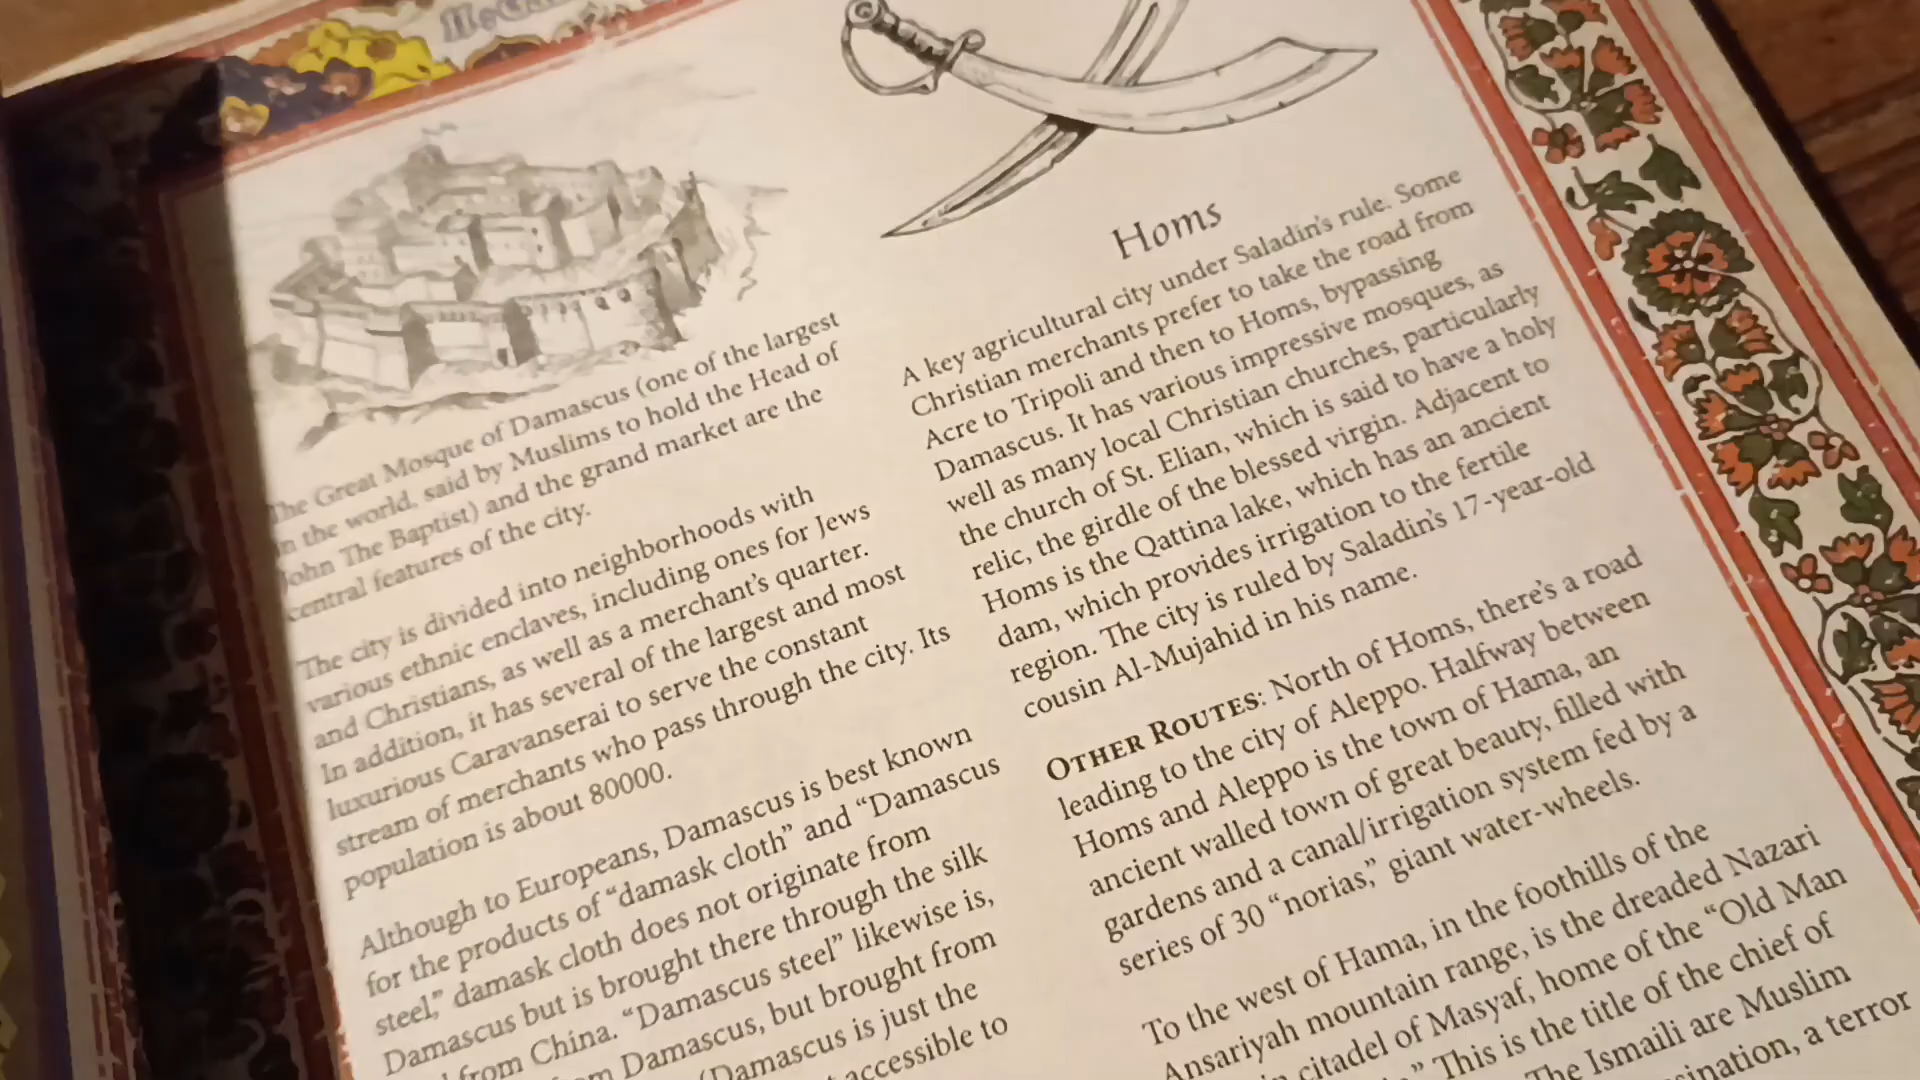 The Great Mosque of Damascus (one of the largest
in the world, said by Muslims to hold the Head of
John The Baptist) and the grand market are the
central features of the city.
The city is divided into neighborhoods with
various ethnic enclaves, including ones for Jews
and Christians, as well as a merchant's quarter.
In addition, it has several of the largest and most
luxurious Caravanserai to serve the constant
stream of merchants who pass through the city. Its
population is about 80000.
Although to Europeans, Damascus is best known
for the products of “damask cloth” and “Damascus
steel,” damask cloth does not originate from
Damascus but is brought there through the silk
from China. “Damascus steel” likewise is,
Damascus, but brought from
(Damascus is just the
accessible to
Homs
A key agricultural city under Saladin's rule. Some
Christian merchants prefer to take the road from
Acre to Tripoli and then to Homs, bypassing
Damascus. It has various impressive mosques, as
well as many local Christian churches, particularly
the church of St. Elian, which is said to have a holy
relic, the girdle of the blessed virgin. Adjacent to
Homs is the Qattina lake, which has an ancient
dam, which provides irrigation to the fertile
region. The city is ruled by Saladin's 17-year-old
cousin Al-Mujahid in his name.
OTHER ROUTES: North of Homs, there's a road
leading to the city of Aleppo. Halfway between
Homs and Aleppo is the town of Hama, an
ancient walled town of great beauty, filled with
gardens and a canal/irrigation system fed by a
series of 30 “norias,” giant water-wheels.
To the west of Hama, in the foothills of the
Ansariyah mountain range, is the dreaded Nazari
citadel of Masyaf, home of the “Old Man
” This is the title of the chief of
The Ismaili are Muslim
a terror